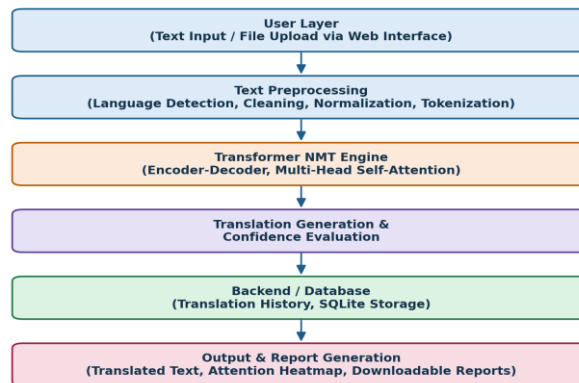 User Layer
(Text Input / File Upload via Web Interface)
Text Preprocessing
(Language Detection, Cleaning, Normalization, Tokenization)
Transformer NMT Engine
(Encoder-Decoder, Multi-Head Self-Attention)
Translation Generation &
Confidence Evaluation
Backend / Database
(Translation History, SQLite Storage)
Output & Report Generation
(Translated Text, Attention Heatmap, Downloadable Reports)